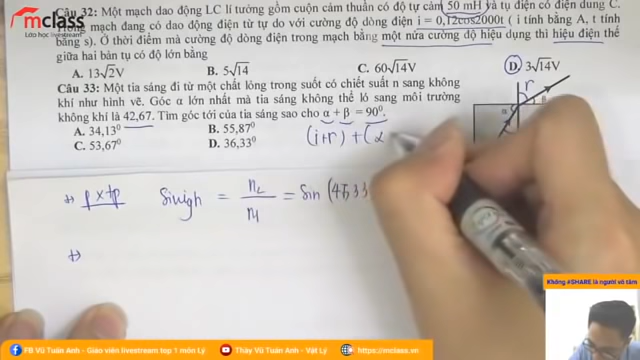 mclass
Lớp học livestream
Câu 32: Một mạch dao động LC lí tưởng gồm cuộn cảm thuần có độ tự cảm 50 mH và tụ điện có điện dung C.
Trong mạch đang có dao động điện từ tự do với cường độ dòng điện i = 0,12cos2000t ( i tính bằng A, t tính
bằng s). Ở thời điểm mà cường độ dòng điện trong mạch bằng một nửa cường độ hiệu dụng thì hiệu điện thế
giữa hai bản tụ có độ lớn bằng
A. 13√2V B. 5√14 C. 60√14V D. 3√14V
Câu 33: Một tia sáng đi từ một chất lỏng trong suốt có chiết suất n sang không
khí như hình vẽ. Góc α lớn nhất mà tia sáng không thể ló sang môi trường
không khí là 42,67. Tìm góc tới của tia sáng sao cho α + β = 90⁰.
A. 34,13⁰ B. 55,87⁰
C. 53,67⁰ D. 36,33⁰
r
(i+r) + (α
=> pxtp sin igh = n2/n1 = sin (47,33
=>
Không #SHARE là người vô tâm
FB Vũ Tuấn Anh - Giáo viên livestream top 1 môn Lý
Thầy Vũ Tuấn Anh - Vật Lý
https://mclass.vn